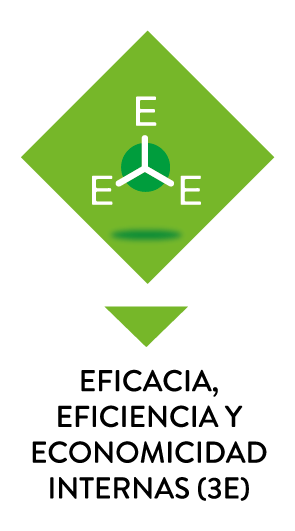 E
E E
EFICACIA,
EFICIENCIA Y
ECONOMICIDAD
INTERNAS (3E)